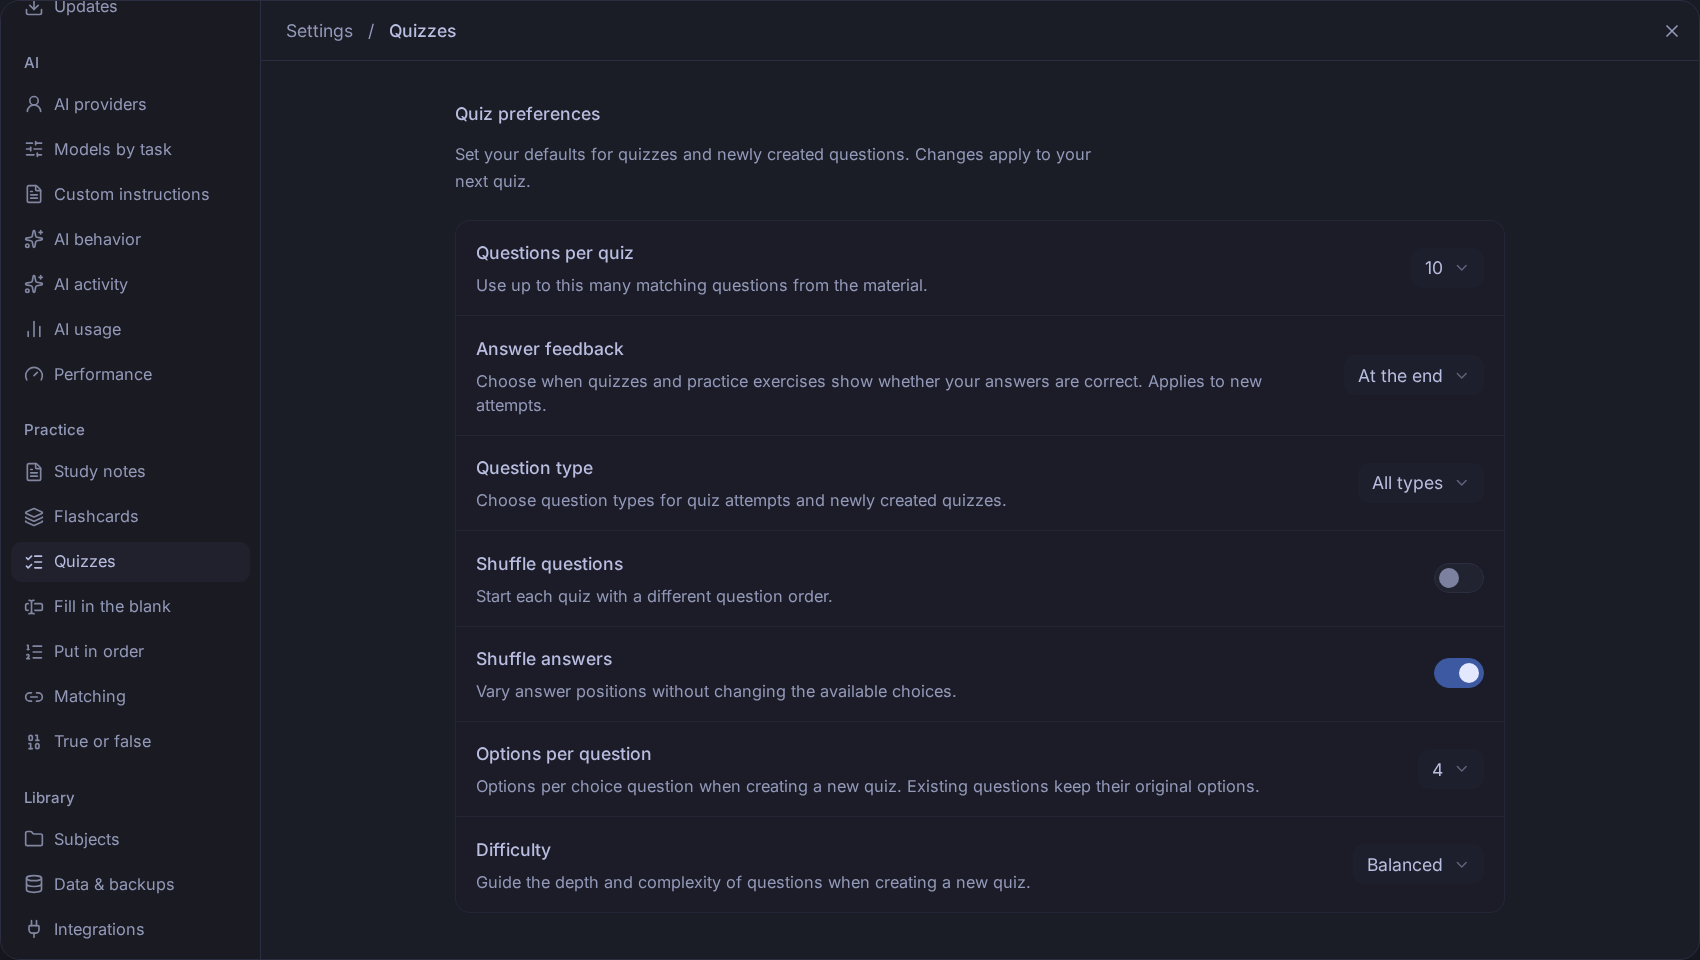 Updates
AI
AI providers
Models by task
Custom instructions
AI behavior
AI activity
AI usage
Performance
Practice
Study notes
Flashcards
Quizzes
Fill in the blank
Put in order
Matching
True or false
Library
Subjects
Data & backups
Integrations
Settings / Quizzes
Quiz preferences
Set your defaults for quizzes and newly created questions. Changes apply to your
next quiz.
Questions per quiz
Use up to this many matching questions from the material.
10
Answer feedback
Choose when quizzes and practice exercises show whether your answers are correct. Applies to new
attempts.
At the end
Question type
Choose question types for quiz attempts and newly created quizzes.
All types
Shuffle questions
Start each quiz with a different question order.
Shuffle answers
Vary answer positions without changing the available choices.
Options per question
Options per choice question when creating a new quiz. Existing questions keep their original options.
4
Difficulty
Guide the depth and complexity of questions when creating a new quiz.
Balanced